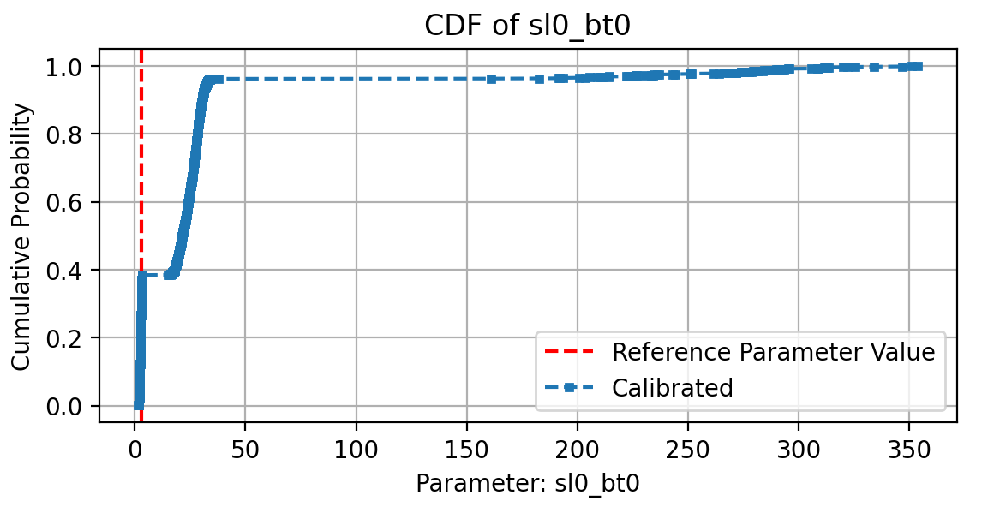 CDF of sl0_bt0
Cumulative Probability
1.0
0.8
0.6
0.4
0.2
0.0
Reference Parameter Value
Calibrated
0 50 100 150 200 250 300 350
Parameter: sl0_bt0